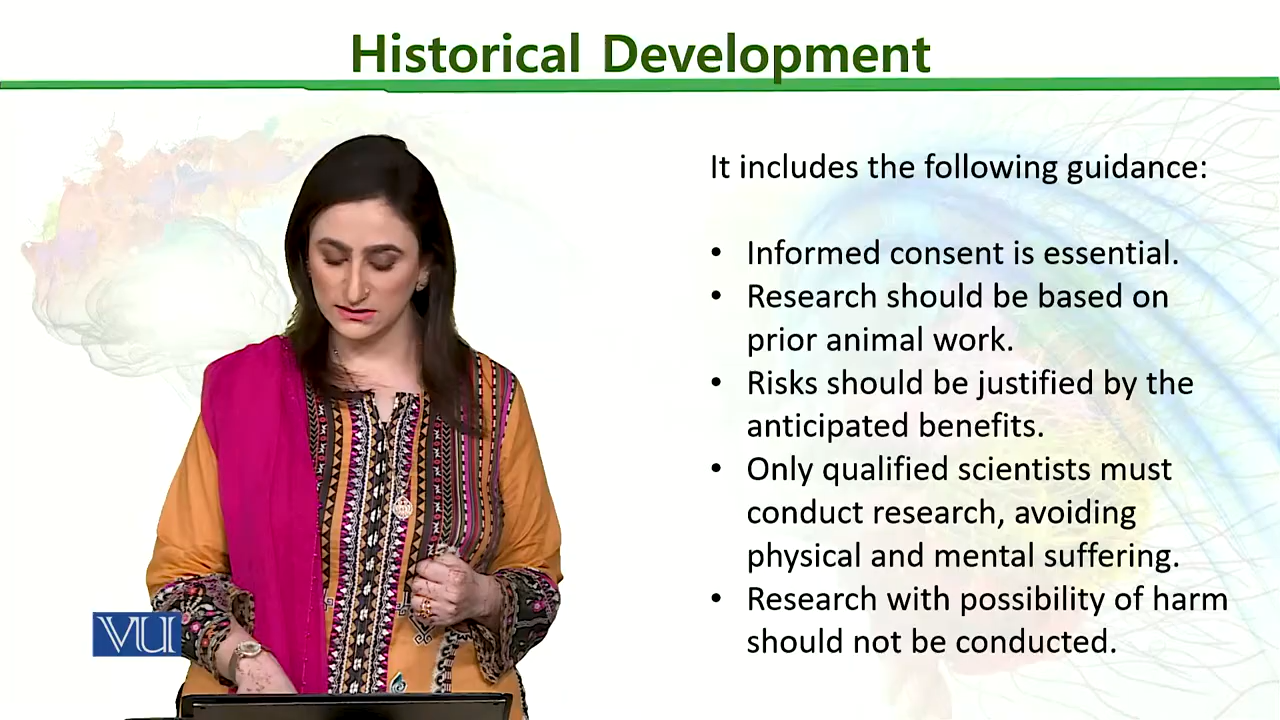 Historical Development
It includes the following guidance:
• Informed consent is essential.
• Research should be based on
prior animal work.
• Risks should be justified by the
anticipated benefits.
• Only qualified scientists must
conduct research, avoiding
physical and mental suffering.
• Research with possibility of harm
should not be conducted.
VU